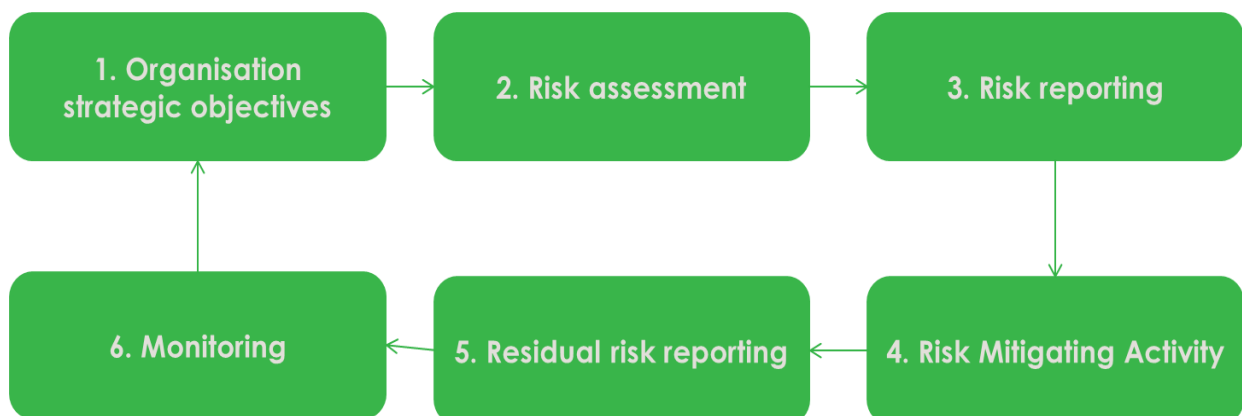 1. Organisation
strategic objectives
2. Risk assessment
3. Risk reporting
4. Risk Mitigating Activity
5. Residual risk reporting
6. Monitoring